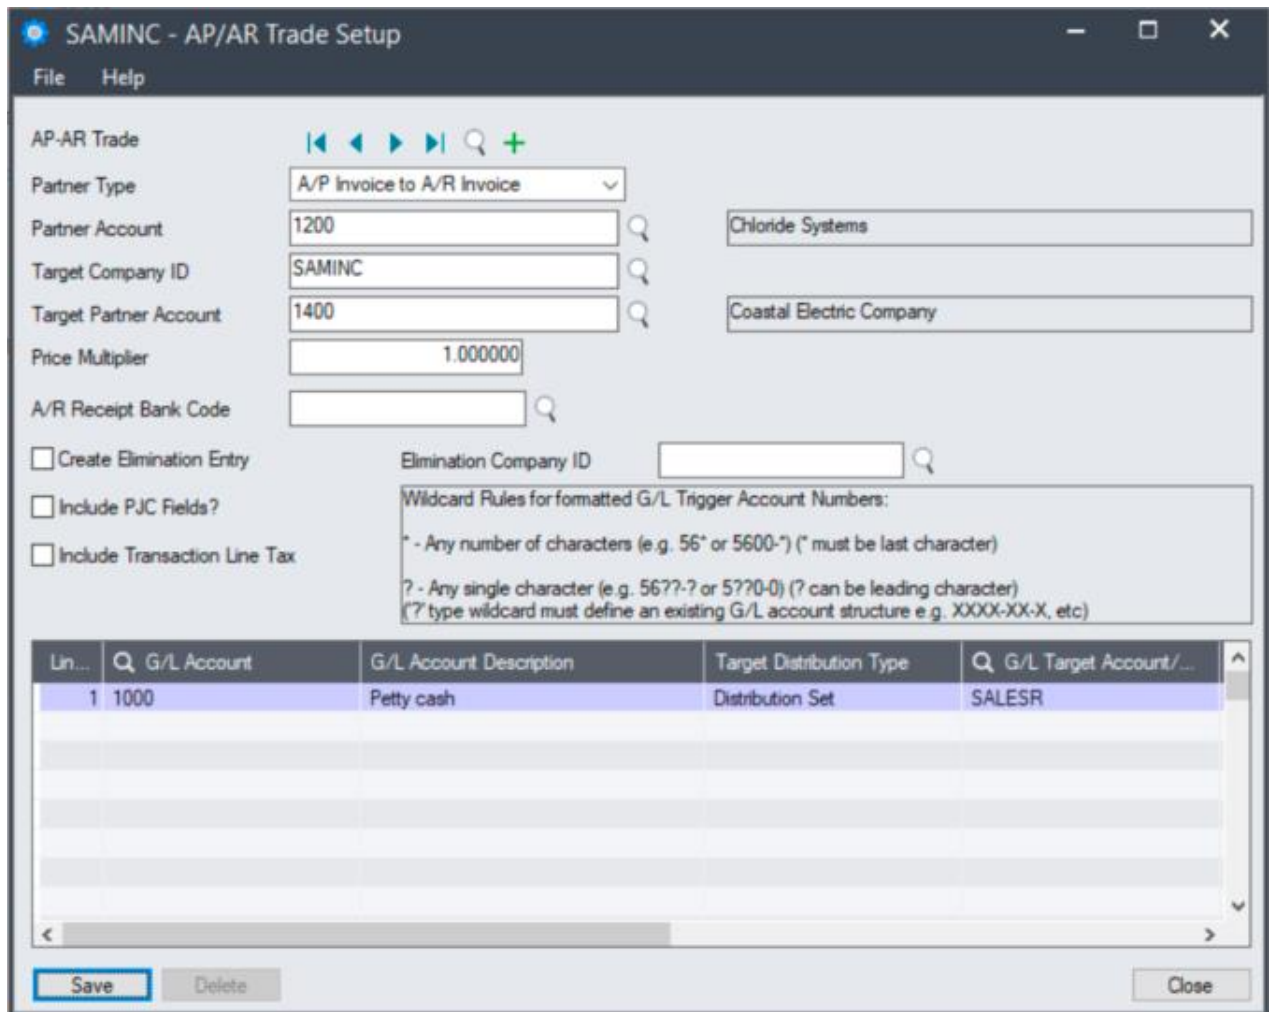 SAMINC - AP/AR Trade Setup
File Help
AP-AR Trade
Partner Type A/P Invoice to A/R Invoice
Partner Account 1200 Chloride Systems
Target Company ID SAMINC
Target Partner Account 1400 Coastal Electric Company
Price Multiplier 1.000000
A/R Receipt Bank Code
Create Elimination Entry Elimination Company ID
Include PJC Fields?
Include Transaction Line Tax
Wildcard Rules for formatted G/L Trigger Account Numbers:
* - Any number of characters (e.g. 56* or 5600-*) (* must be last character)
? - Any single character (e.g. 56??-? or 5??0-0) (? can be leading character)
('?' type wildcard must define an existing G/L account structure e.g. XXXX-XX-X, etc)
Lin... G/L Account G/L Account Description Target Distribution Type G/L Target Account/...
1 1000 Petty cash Distribution Set SALESR
Save Delete Close